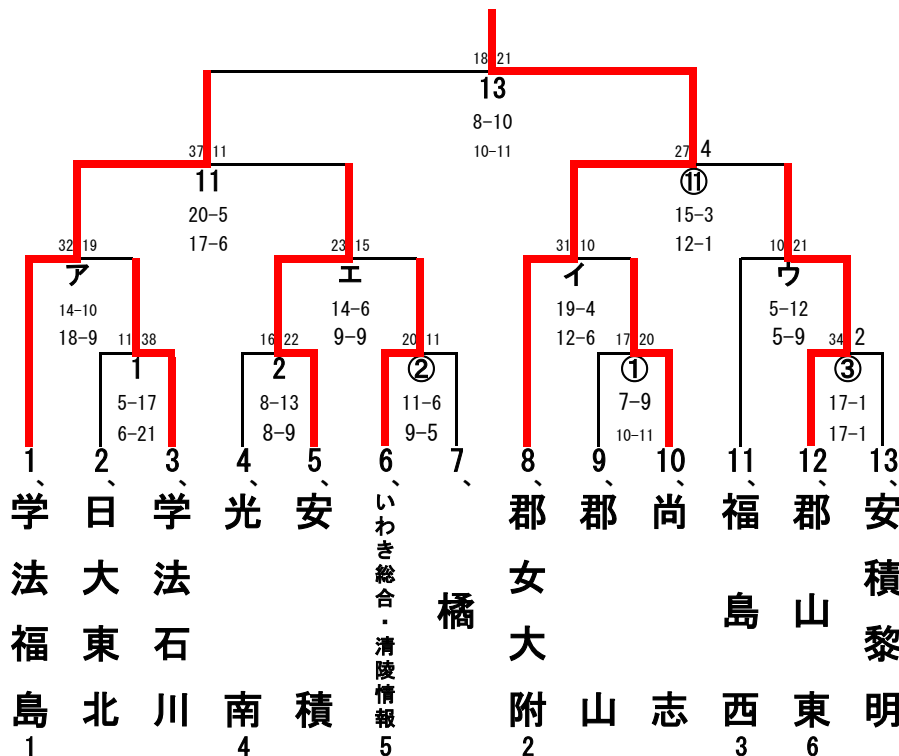 18 21
13
8-10
10-11
37 11
11
20-5
17-6
27 4
⑪
15-3
12-1
32 19
ア
14-10
18-9
23 15
エ
14-6
9-9
31 10
イ
19-4
12-6
10 21
ウ
5-12
5-9
11 38
1
5-17
6-21
16 22
2
8-13
8-9
20 11
②
11-6
9-5
17 20
①
7-9
10-11
34 2
③
17-1
17-1
1、学法福島 1
2、日大東北
3、学法石川
4、光南 4
5、安積
6、いわき総合・清陵情報 5
7、橘
8、郡女大附 2
9、郡山
10、尚志
11、福島西 3
12、郡山東 6
13、安積黎明